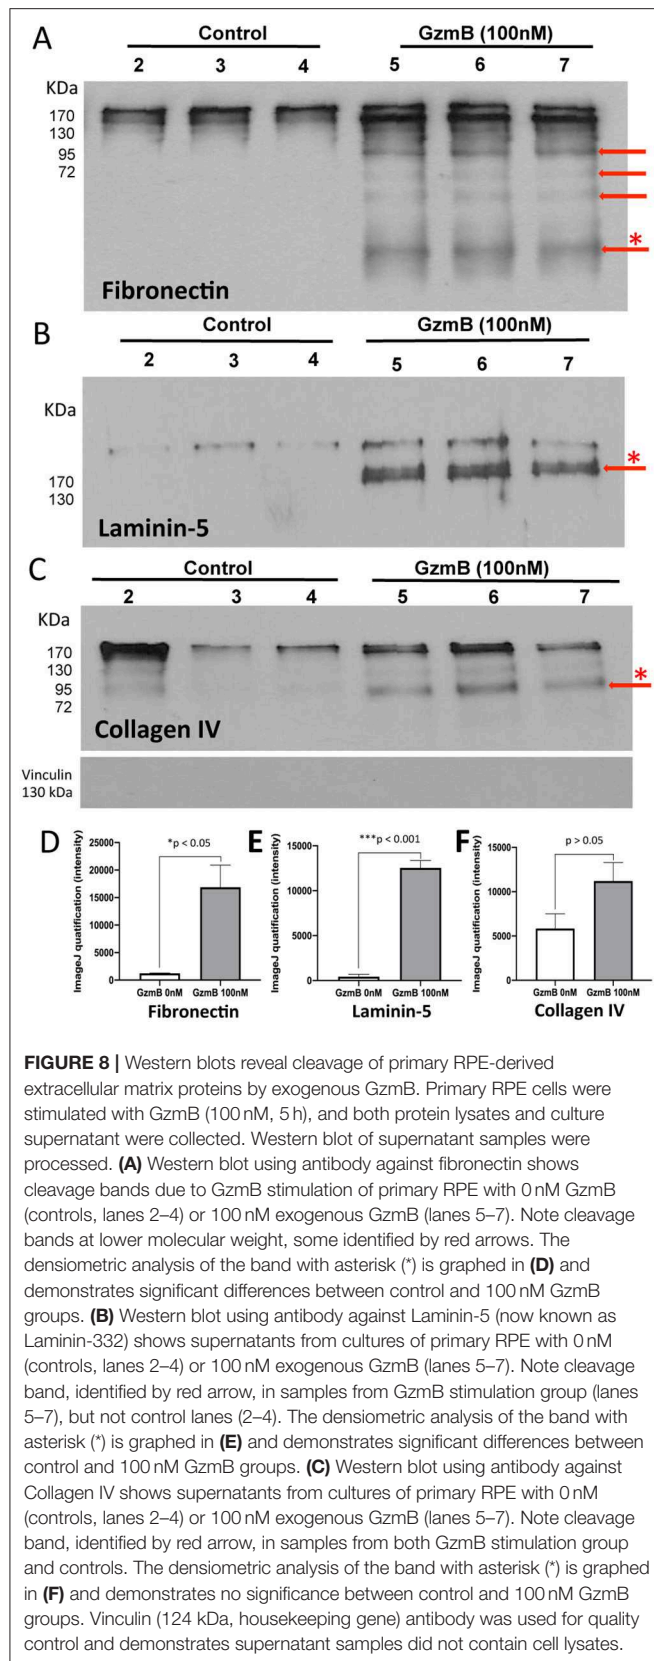 A
Control
GzmB (100nM)
2 3 4 5 6 7
KDa
170
130
95
72
*
Fibronectin
B
Control
GzmB (100nM)
2 3 4 5 6 7
KDa
*
170
130
Laminin-5
C
Control
GzmB (100nM)
2 3 4 5 6 7
KDa
170
130
95
72
*
Collagen IV
Vinculin
130 kDa
D
ImageJ quatification (intensity)
25000
20000
15000
10000
5000
0
*p < 0.05
GzmB 0nM GzmB 100nM
Fibronectin
E
ImageJ quatification (intensity)
15000
10000
5000
0
***p < 0.001
GzmB 0nM GzmB 100nM
Laminin-5
F
ImageJ quatification (intensity)
15000
10000
5000
0
p > 0.05
GzmB 0nM GzmB 100nM
Collagen IV
FIGURE 8 | Western blots reveal cleavage of primary RPE-derived
extracellular matrix proteins by exogenous GzmB. Primary RPE cells were
stimulated with GzmB (100 nM, 5 h), and both protein lysates and culture
supernatant were collected. Western blot of supernatant samples were
processed. (A) Western blot using antibody against fibronectin shows
cleavage bands due to GzmB stimulation of primary RPE with 0 nM GzmB
(controls, lanes 2–4) or 100 nM exogenous GzmB (lanes 5–7). Note cleavage
bands at lower molecular weight, some identified by red arrows. The
densiometric analysis of the band with asterisk (*) is graphed in (D) and
demonstrates significant differences between control and 100 nM GzmB
groups. (B) Western blot using antibody against Laminin-5 (now known as
Laminin-332) shows supernatants from cultures of primary RPE with 0 nM
(controls, lanes 2–4) or 100 nM exogenous GzmB (lanes 5–7). Note cleavage
band, identified by red arrow, in samples from GzmB stimulation group (lanes
5–7), but not control lanes (2–4). The densiometric analysis of the band with
asterisk (*) is graphed in (E) and demonstrates significant differences between
control and 100 nM GzmB groups. (C) Western blot using antibody against
Collagen IV shows supernatants from cultures of primary RPE with 0 nM
(controls, lanes 2–4) or 100 nM exogenous GzmB (lanes 5–7). Note cleavage
band, identified by red arrow, in samples from both GzmB stimulation group
and controls. The densiometric analysis of the band with asterisk (*) is graphed
in (F) and demonstrates no significance between control and 100 nM GzmB
groups. Vinculin (124 kDa, housekeeping gene) antibody was used for quality
control and demonstrates supernatant samples did not contain cell lysates.